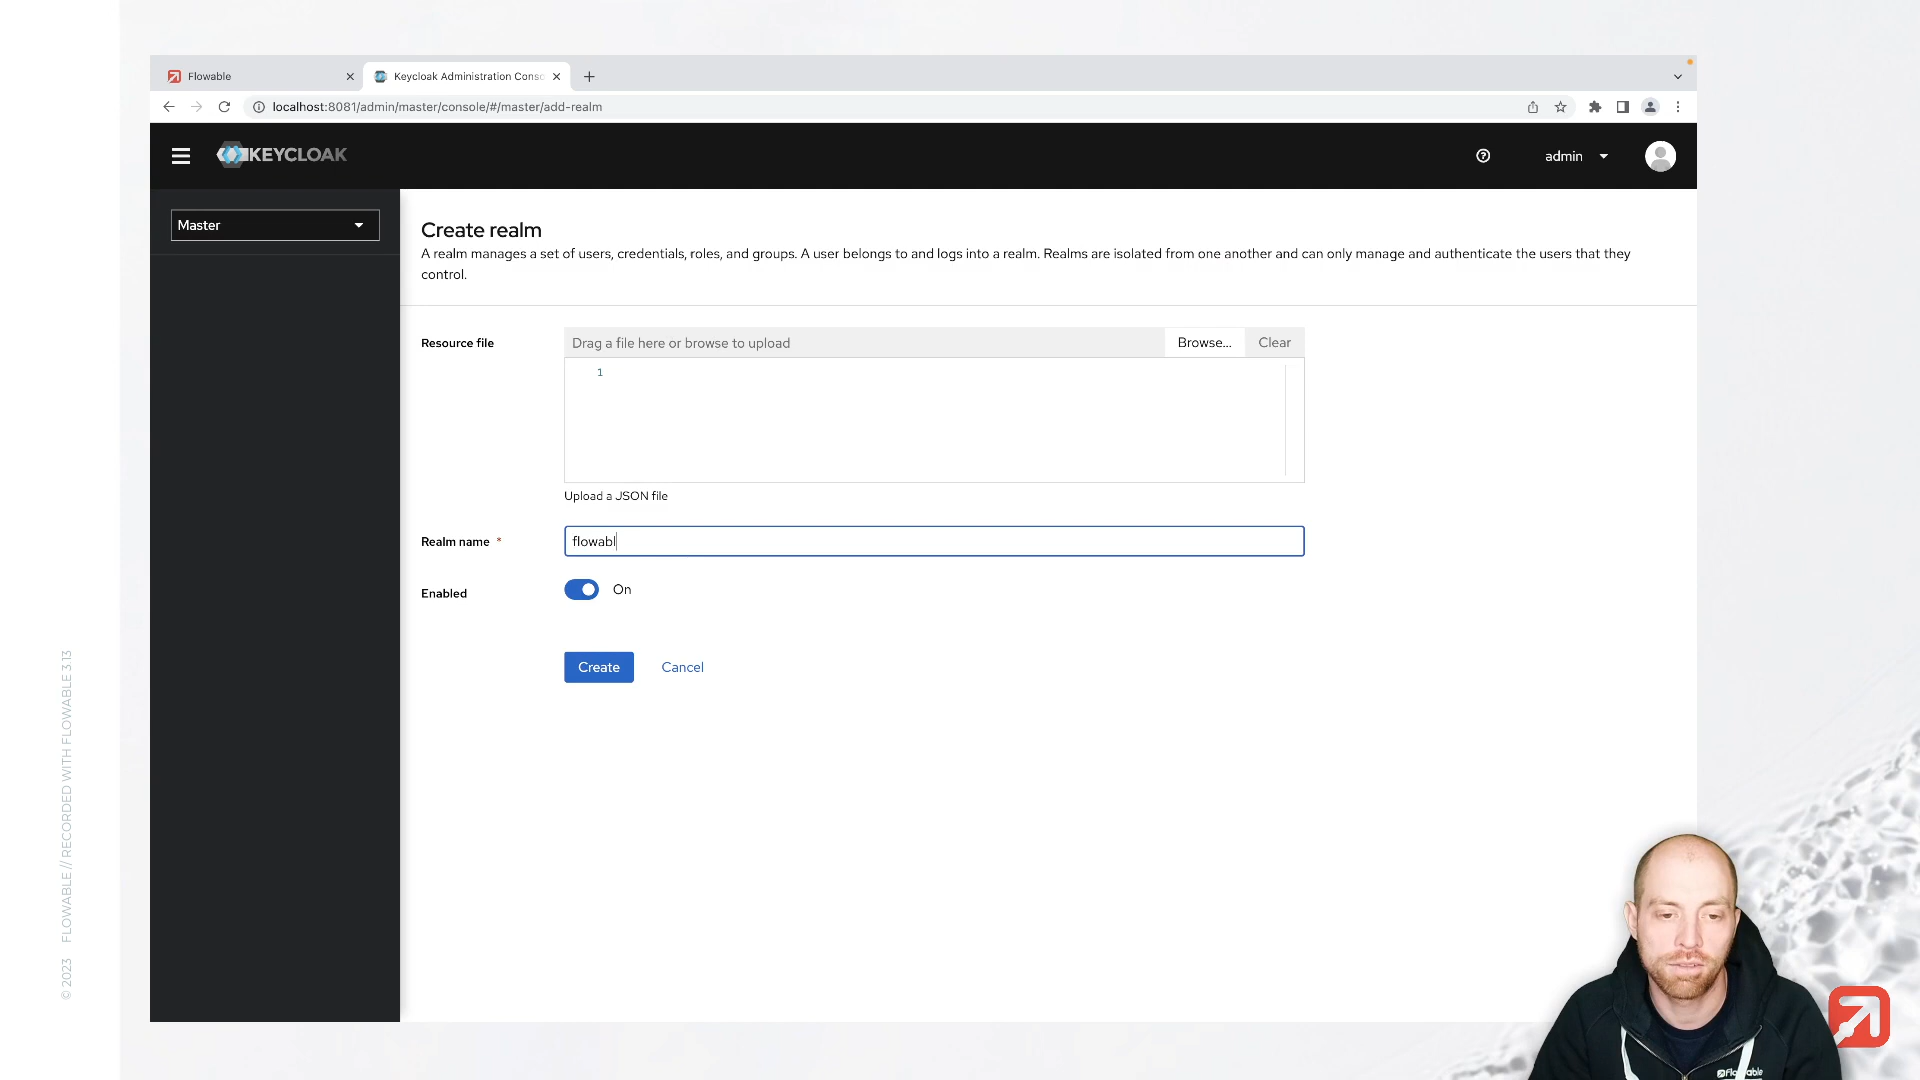 Flowable
Keycloak Administration Consc
localhost:8081/admin/master/console/#/master/add-realm
KEYCLOAK
admin
Master
Create realm
A realm manages a set of users, credentials, roles, and groups. A user belongs to and logs into a realm. Realms are isolated from one another and can only manage and authenticate the users that they
control.
Resource file
Drag a file here or browse to upload
Browse...
Clear
1
Upload a JSON file
Realm name *
flowabl
Enabled
On
Create
Cancel
© 2023 FLOWABLE // RECORDED WITH FLOWABLE 3.13
Flowable